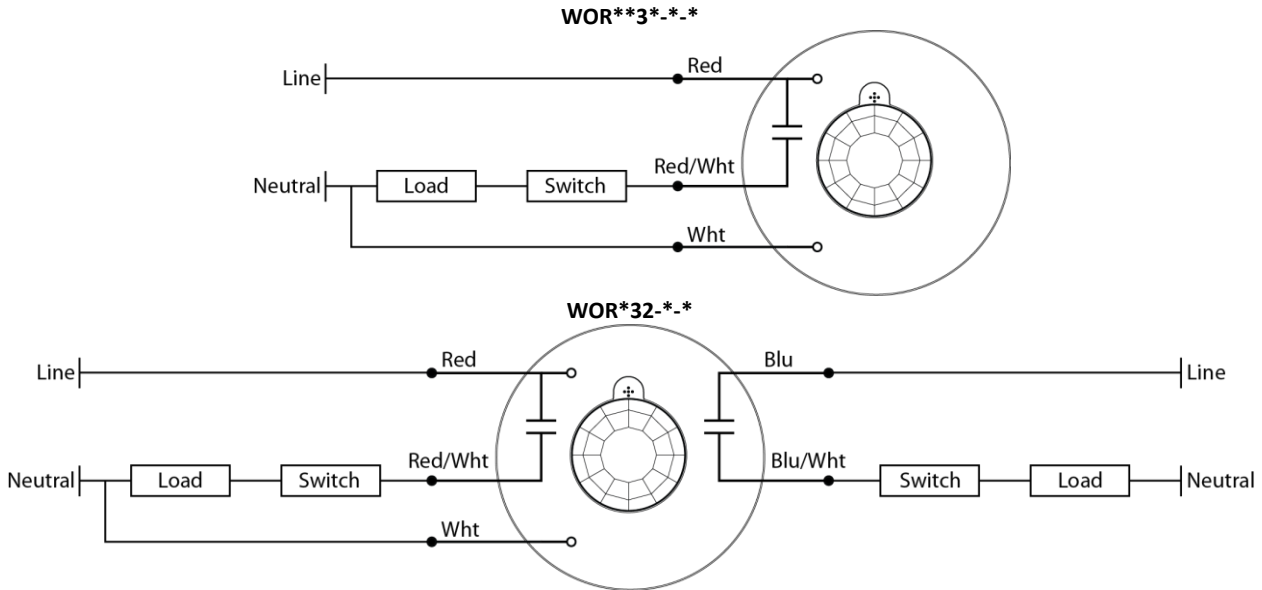 WOR**3*-*-*
Line Red
Neutral Load Switch Red/Wht
Wht
WOR*32-*-*
Line Red Blu Line
Neutral Load Switch Red/Wht Blu/Wht Switch Load Neutral
Wht